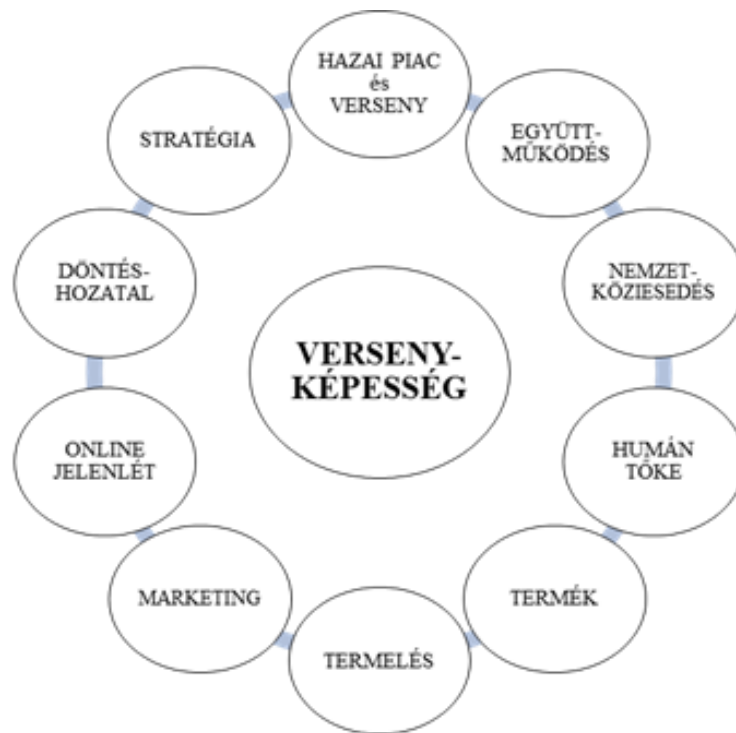 HAZAI PIAC
és
VERSENY
EGYÜTT-
MŰKÖDÉS
NEMZET-
KÖZIESEDÉS
HUMÁN
TŐKE
TERMÉK
TERMELÉS
MARKETING
ONLINE
JELENLÉT
DÖNTÉS-
HOZATAL
STRATÉGIA
VERSENY-
KÉPESSÉG